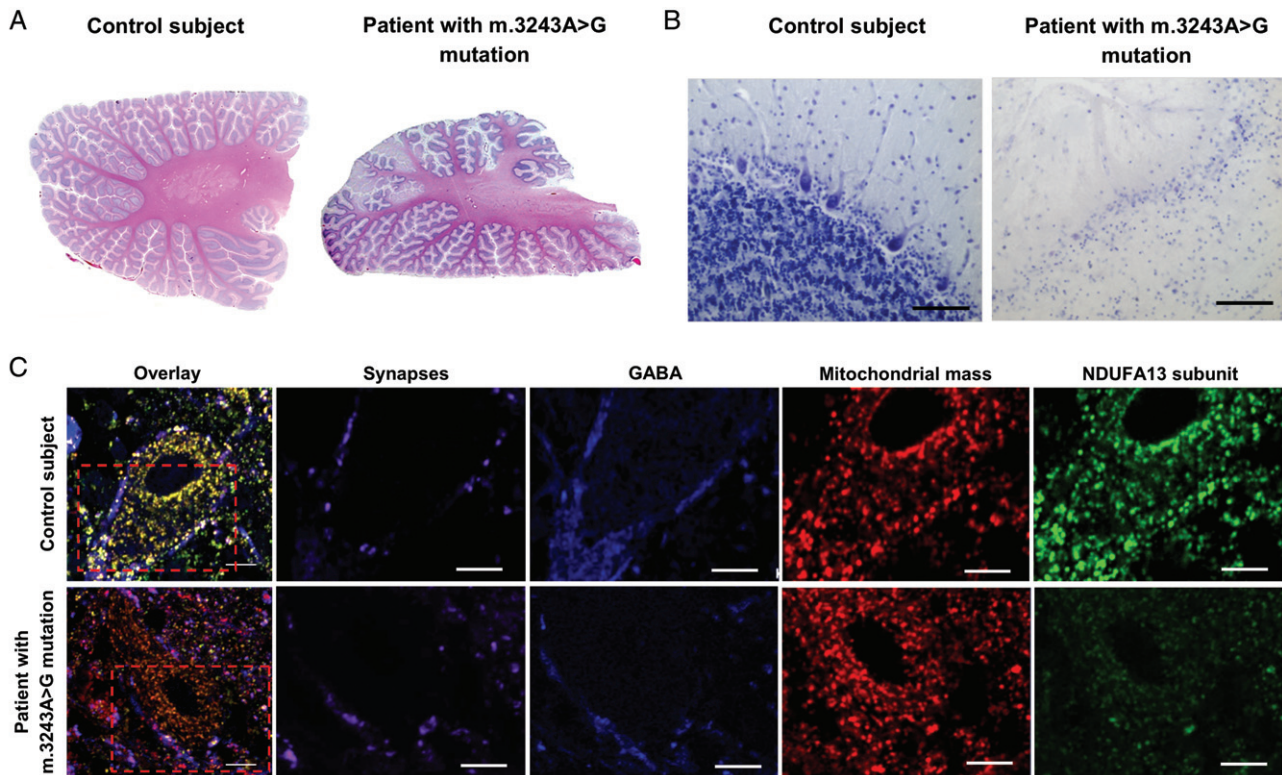 A
Control subject
Patient with m.3243A>G
mutation
B
Control subject
Patient with m.3243A>G
mutation
C
Overlay
Synapses
GABA
Mitochondrial mass
NDUFA13 subunit
Control subject
Patient with
m.3243A>G mutation